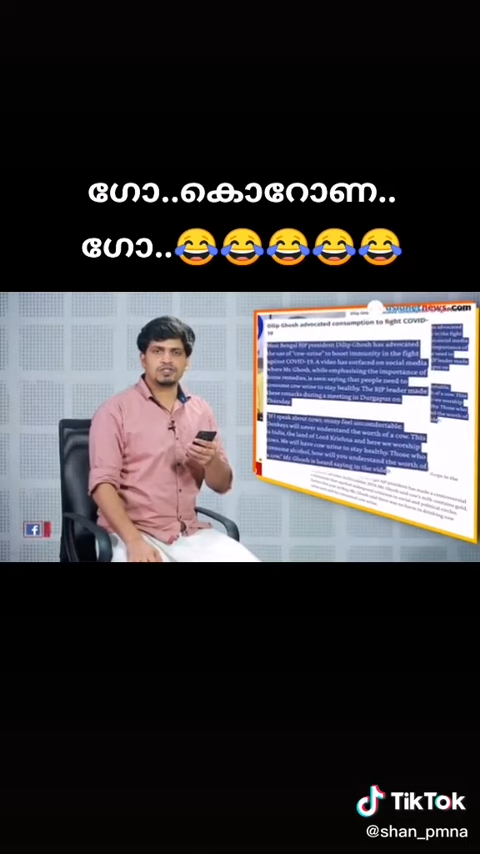 ഗോ..കൊറോണ..
ഗോ..😂😂😂😂😂
asianetnews.com
Dilip Ghosh advocated consumption to fight COVID-
19
West Bengal BJP president Dilip Ghosh has advocated
the use of "cow-urine" to boost immunity in the fight
against COVID-19. A video has surfaced on social media
where Mr. Ghosh, while emphasising the importance of
home remedies, is seen saying that people need to
consume cow urine to stay healthy. The BJP leader made
these remarks during a meeting in Durgapur on
Thursday.
"If I speak about cows, many feel uncomfortable.
Donkeys will never understand the worth of a cow. This
is India, the land of Lord Krishna and here we worship
cows. We will have cow urine to stay healthy. Those who
consume alcohol, how will you understand the worth of
cow," Mr. Ghosh is heard saying in the video
TikTok
@shan_pmna